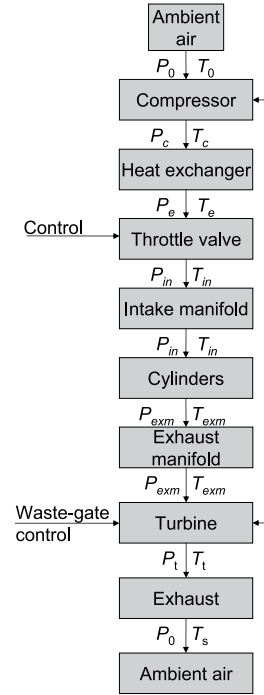 Ambient
air
P0 T0
Compressor
Pc Tc
Heat exchanger
Pe Te
Control
Throttle valve
Pin Tin
Intake manifold
Pin Tin
Cylinders
Pexm Texm
Exhaust
manifold
Pexm Texm
Waste-gate
control
Turbine
Pt Tt
Exhaust
P0 Ts
Ambient air